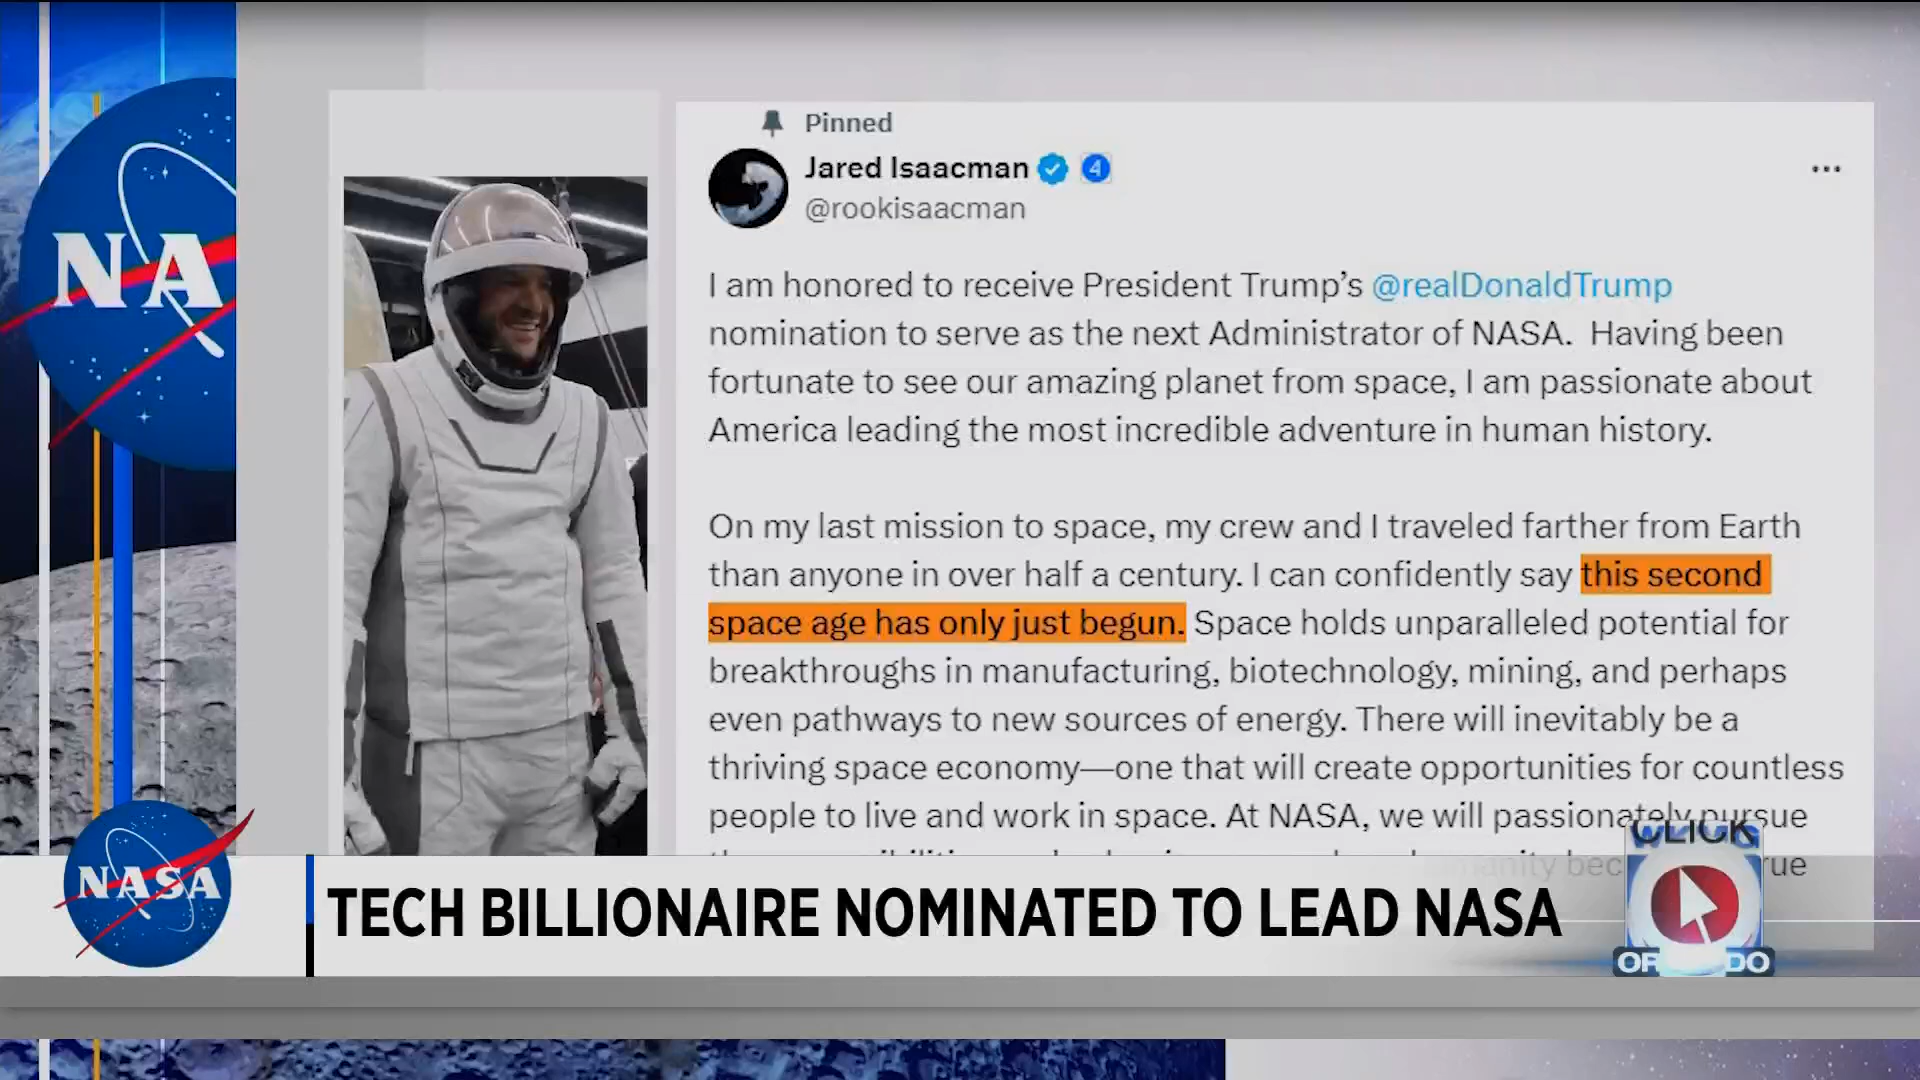 NA
Pinned
Jared Isaacman 4
@rookisaacman
I am honored to receive President Trump’s @realDonaldTrump
nomination to serve as the next Administrator of NASA.  Having been
fortunate to see our amazing planet from space, I am passionate about
America leading the most incredible adventure in human history.
On my last mission to space, my crew and I traveled farther from Earth
than anyone in over half a century. I can confidently say this second
space age has only just begun. Space holds unparalleled potential for
breakthroughs in manufacturing, biotechnology, mining, and perhaps
even pathways to new sources of energy. There will inevitably be a
thriving space economy—one that will create opportunities for countless
people to live and work in space. At NASA, we will passionately pursue
NASA
TECH BILLIONAIRE NOMINATED TO LEAD NASA
CLICK